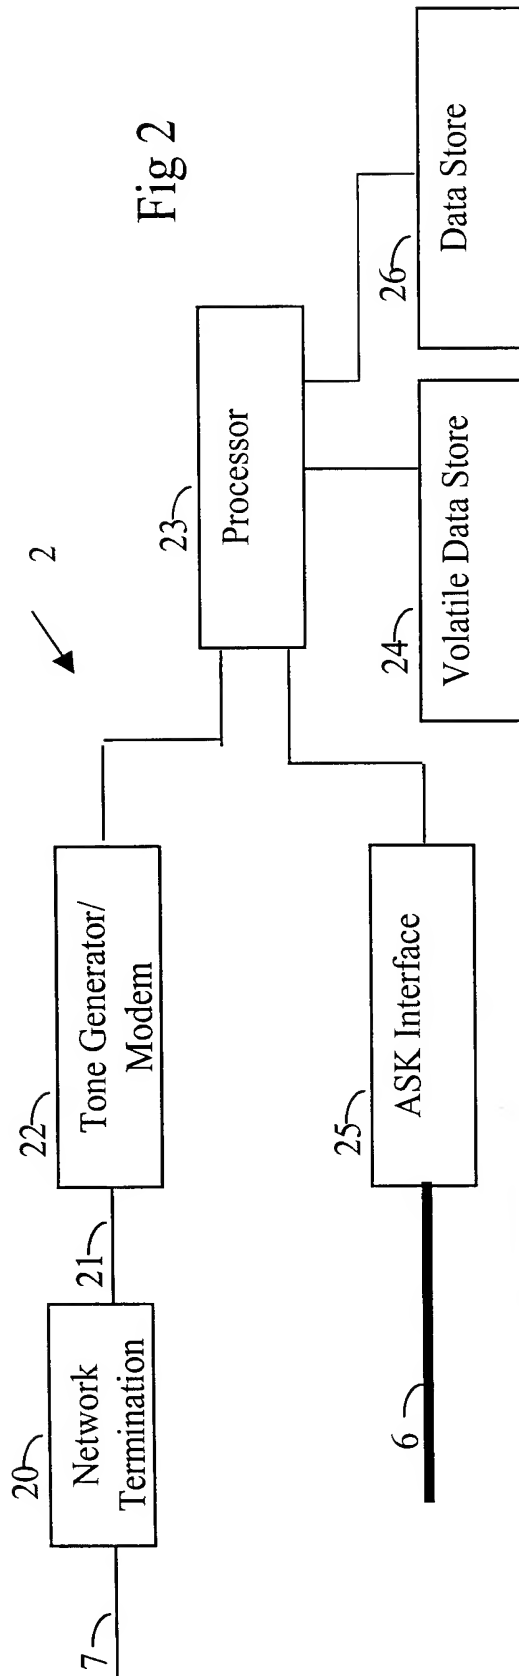 Fig 2
2
7
20
Network
Termination
21
22
Tone Generator/
Modem
23
Processor
6
25
ASK Interface
24
Volatile Data Store
26
Data Store